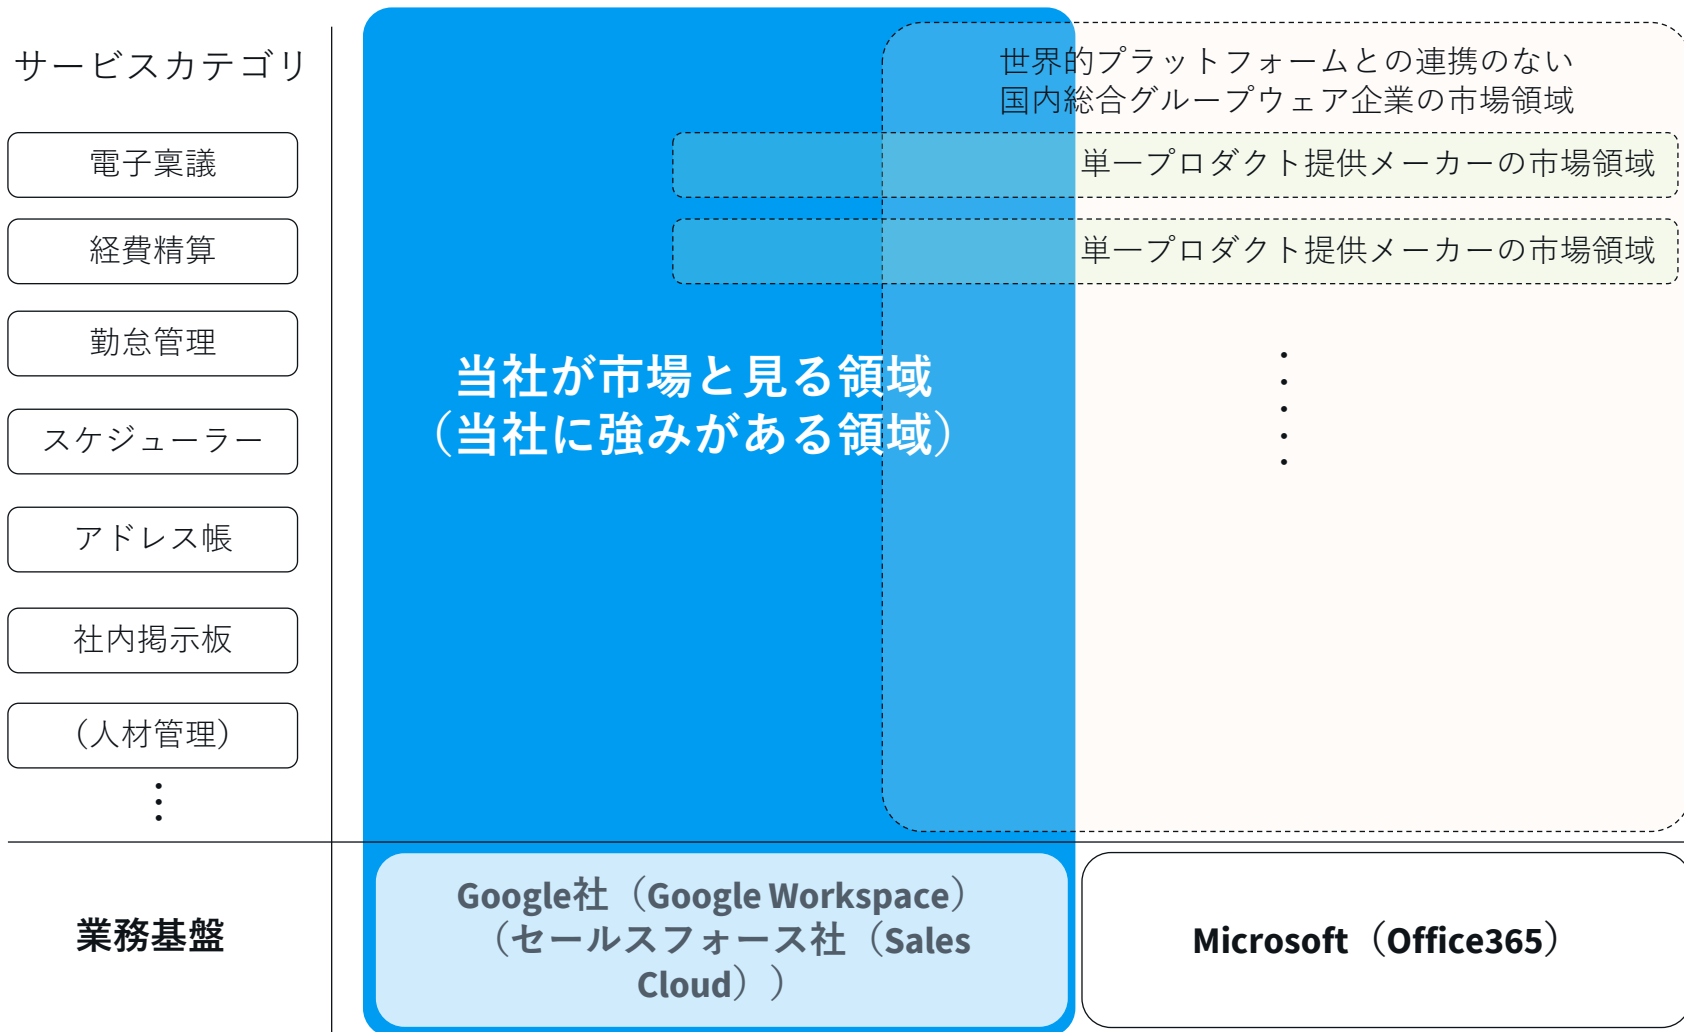 サービスカテゴリ
世界的プラットフォームとの連携のない
国内総合グループウェア企業の市場領域
電子稟議
単一プロダクト提供メーカーの市場領域
経費精算
単一プロダクト提供メーカーの市場領域
勤怠管理
当社が市場と見る領域
（当社に強みがある領域）
・・・・・
スケジューラー
アドレス帳
社内掲示板
（人材管理）
・・・
業務基盤
Google社（Google Workspace）
（セールスフォース社（Sales
Cloud））
Microsoft（Office365）